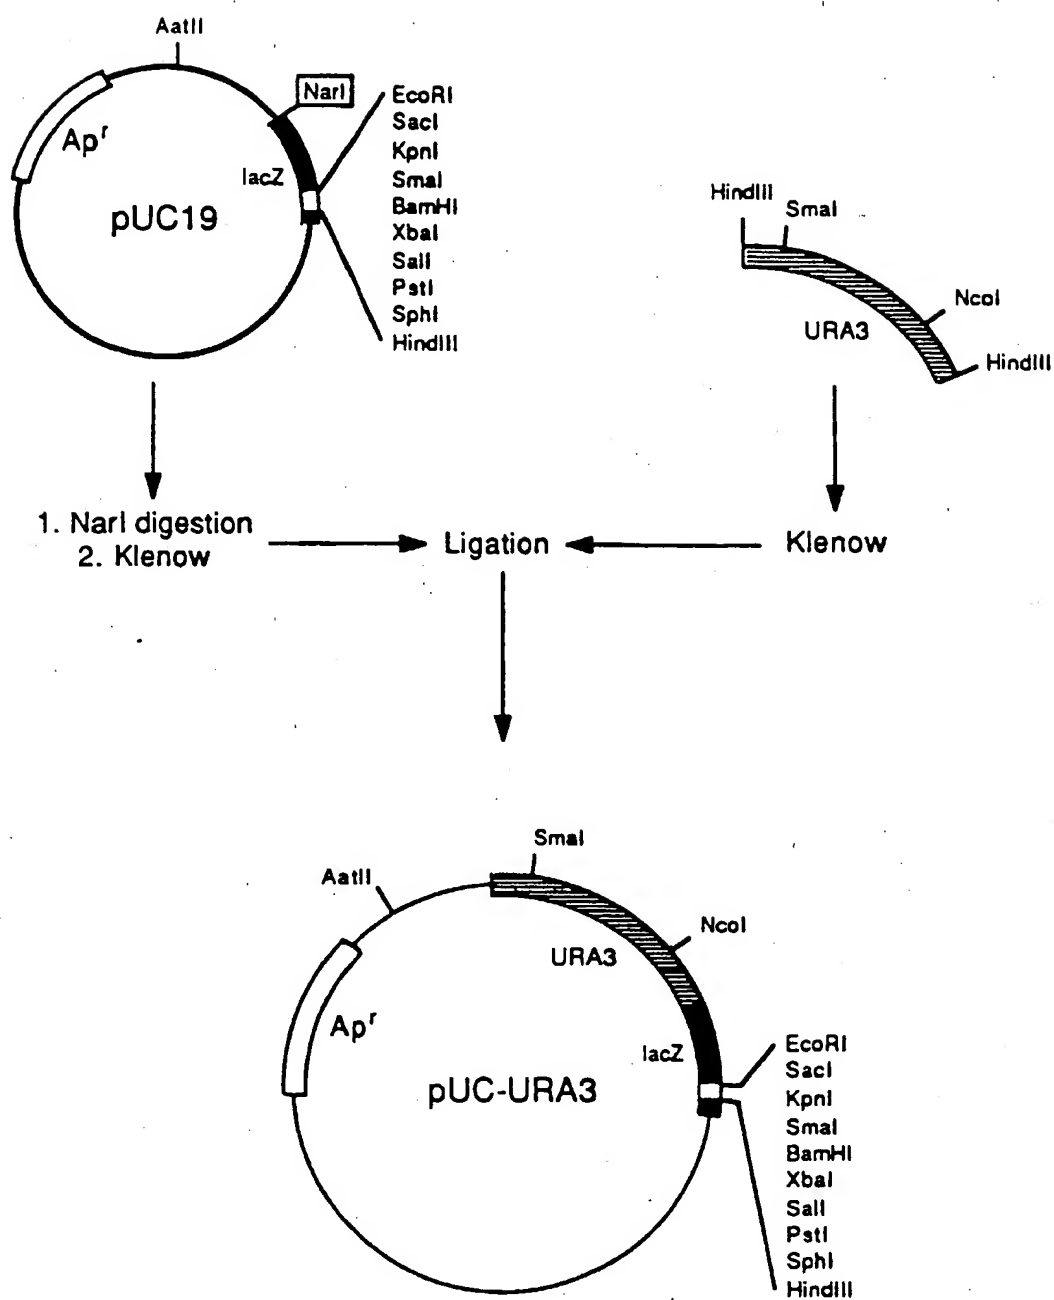 AatII
NarI
EcoRI
SacI
KpnI
SmaI
BamHI
XbaI
SalI
PstI
SphI
HindIII
Apr
lacZ
pUC19
HindIII
SmaI
NcoI
URA3
HindIII
1. NarI digestion
2. Klenow
Ligation
Klenow
SmaI
AatII
NcoI
URA3
Apr
lacZ
pUC-URA3
EcoRI
SacI
KpnI
SmaI
BamHI
XbaI
SalI
PstI
SphI
HindIII